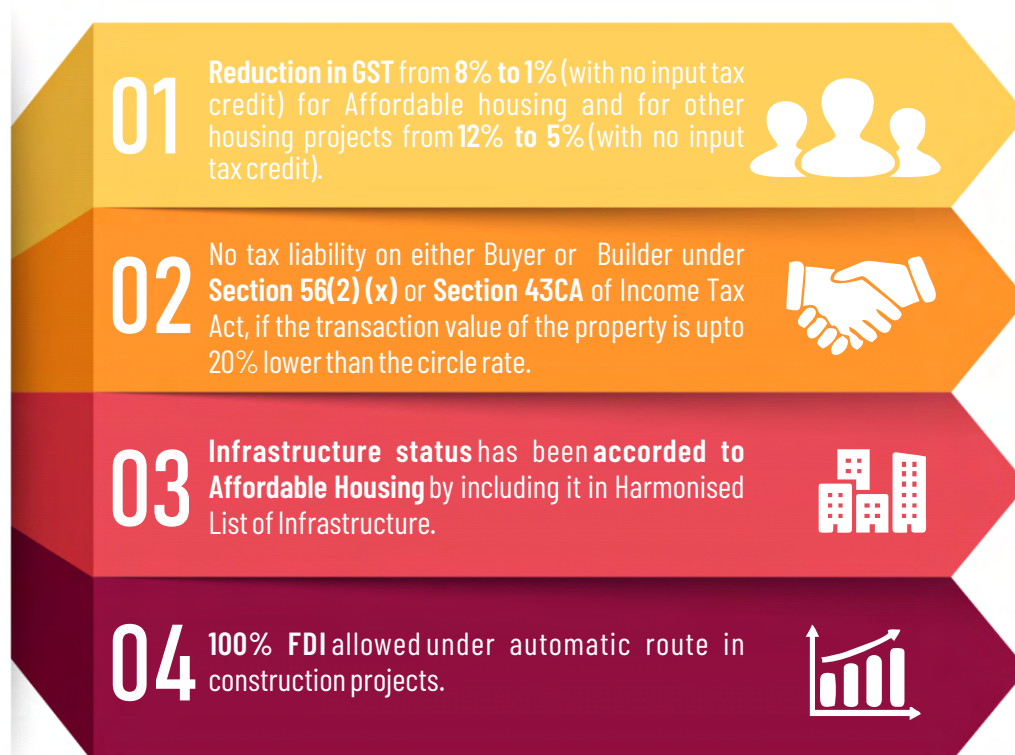 01
Reduction in GST from 8% to 1% (with no input tax
credit) for Affordable housing and for other
housing projects from 12% to 5% (with no input
tax credit).
02
No tax liability on either Buyer or Builder under
Section 56(2) (x) or Section 43CA of Income Tax
Act, if the transaction value of the property is upto
20% lower than the circle rate.
03
Infrastructure status has been accorded to
Affordable Housing by including it in Harmonised
List of Infrastructure.
04
100% FDI allowed under automatic route in
construction projects.